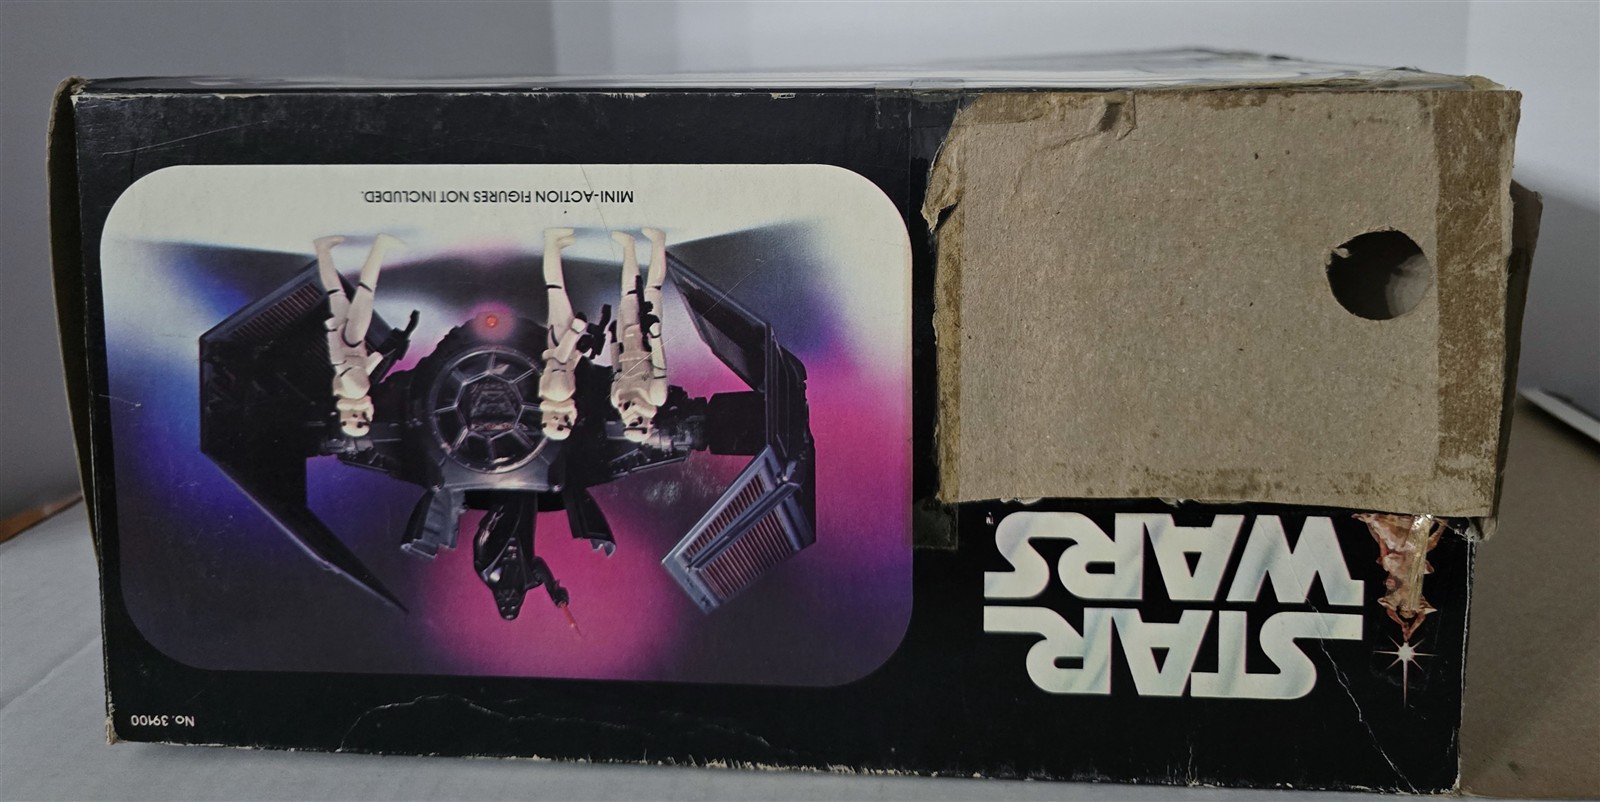 STAR
WARS
MINI-ACTION FIGURES NOT INCLUDED.
No. 39100